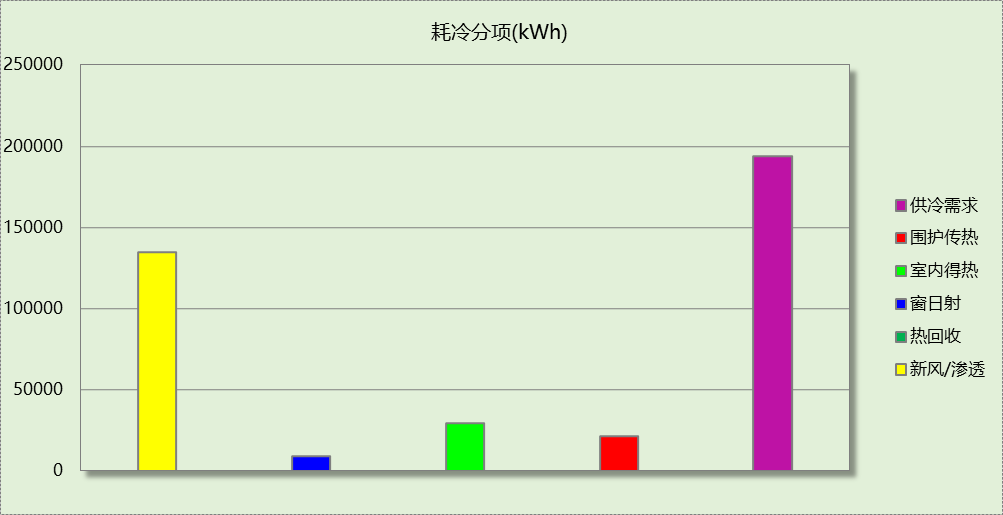 耗冷分项(kWh)
250000
200000
150000
100000
50000
0
供冷需求
围护传热
室内得热
窗日射
热回收
新风/渗透